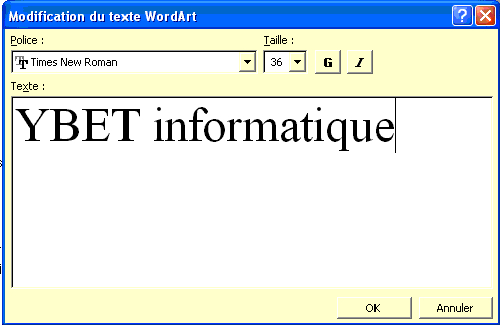 Modification du texte WordArt
Police : Taille :
Times New Roman 36 G I
Texte :
YBET informatique
OK Annuler